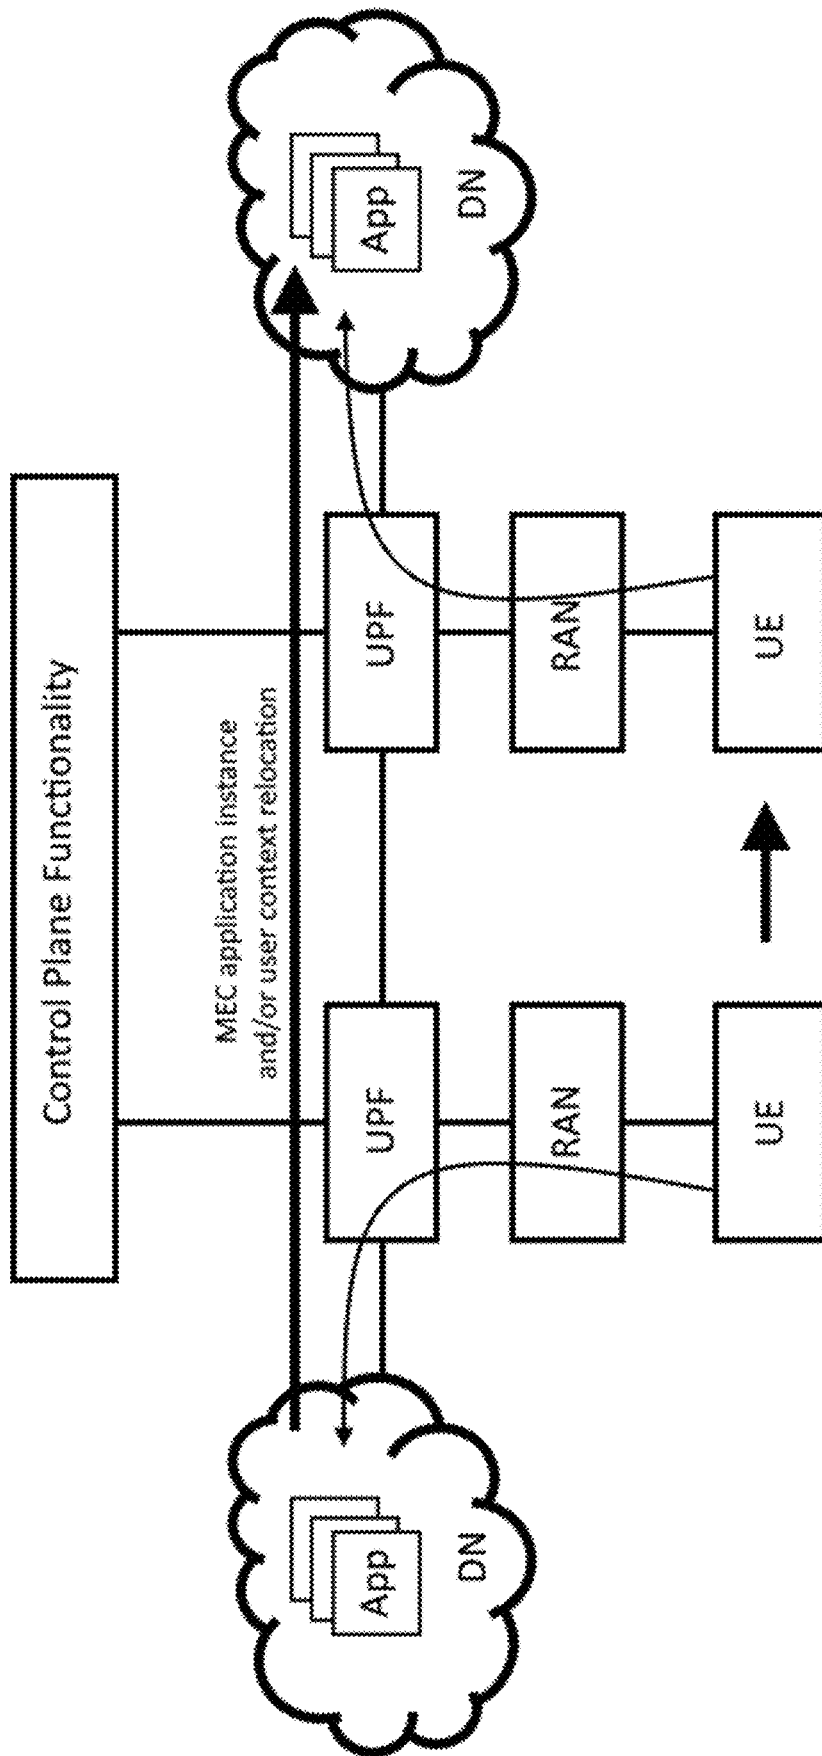 Control Plane Functionality
MEC application instance
and/or user context relocation
App
DN
UPF
UPF
App
DN
RAN
RAN
UE
UE